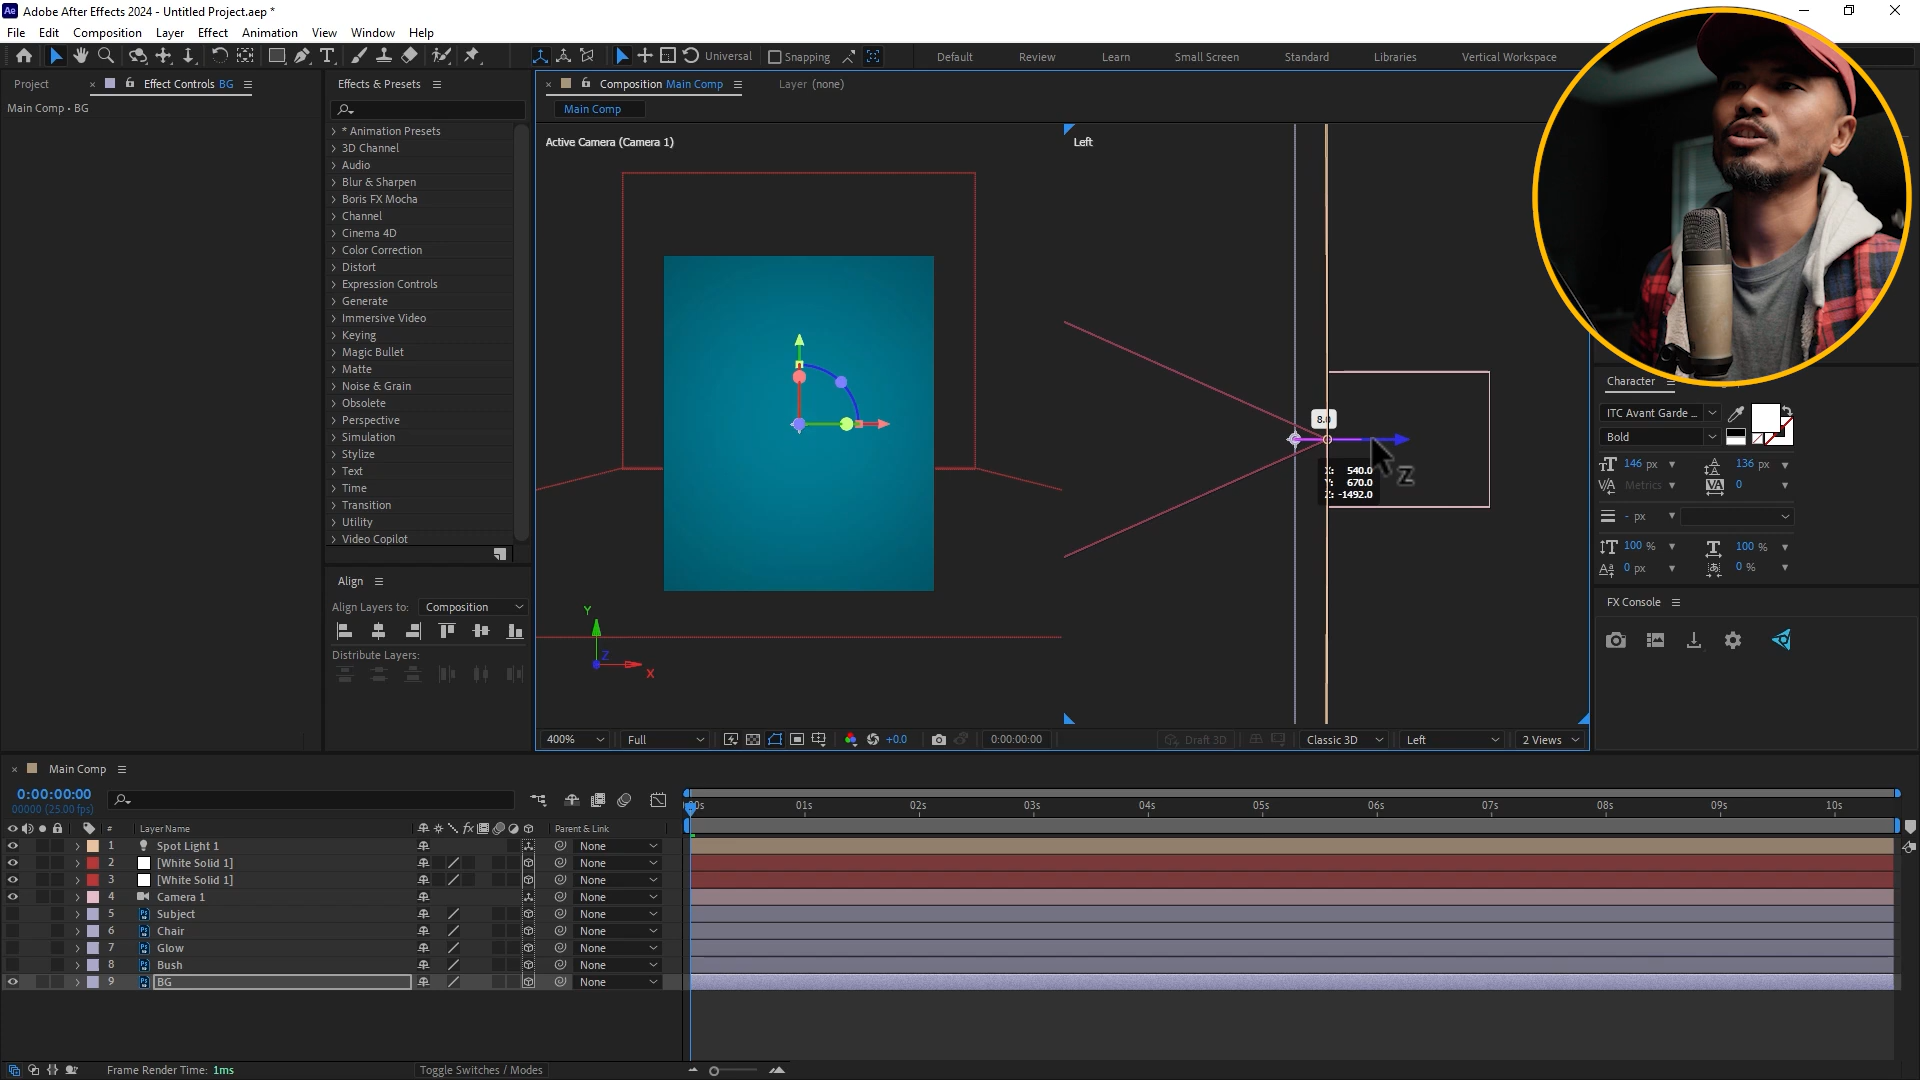 Adobe After Effects 2024 - Untitled Project.aep *
File Edit Composition Layer Effect Animation View Window Help
Universal Snapping Default Review Learn Small Screen Standard Libraries Vertical Workspace
Project Effect Controls BG
Main Comp • BG
Effects & Presets
* Animation Presets
3D Channel
Audio
Blur & Sharpen
Boris FX Mocha
Channel
Cinema 4D
Color Correction
Distort
Expression Controls
Generate
Immersive Video
Keying
Magic Bullet
Matte
Noise & Grain
Obsolete
Perspective
Simulation
Stylize
Text
Time
Transition
Utility
Video Copilot
Align
Align Layers to: Composition
Distribute Layers:
Composition Main Comp Layer (none)
Main Comp
Active Camera (Camera 1)
Left
8.0
X: 540.0
Y: 670.0
Z: -1492.0
Z
Y
Z
X
400% Full +0.0 0:00:00:00 Draft 3D Classic 3D Left 2 Views
Character
ITC Avant Garde ...
Bold
146 px 136 px
Metrics 0
- px
100 % 100 %
0 px 0 %
FX Console
Main Comp
0:00:00:00
00000 (25.00 fps)
00s 01s 02s 03s 04s 05s 06s 07s 08s 09s 10s
# Layer Name fx Parent & Link
1 Spot Light 1 None
2 [White Solid 1] None
3 [White Solid 1] None
4 Camera 1 None
5 Subject None
6 Chair None
7 Glow None
8 Bush None
9 BG None
Frame Render Time: 1ms Toggle Switches / Modes